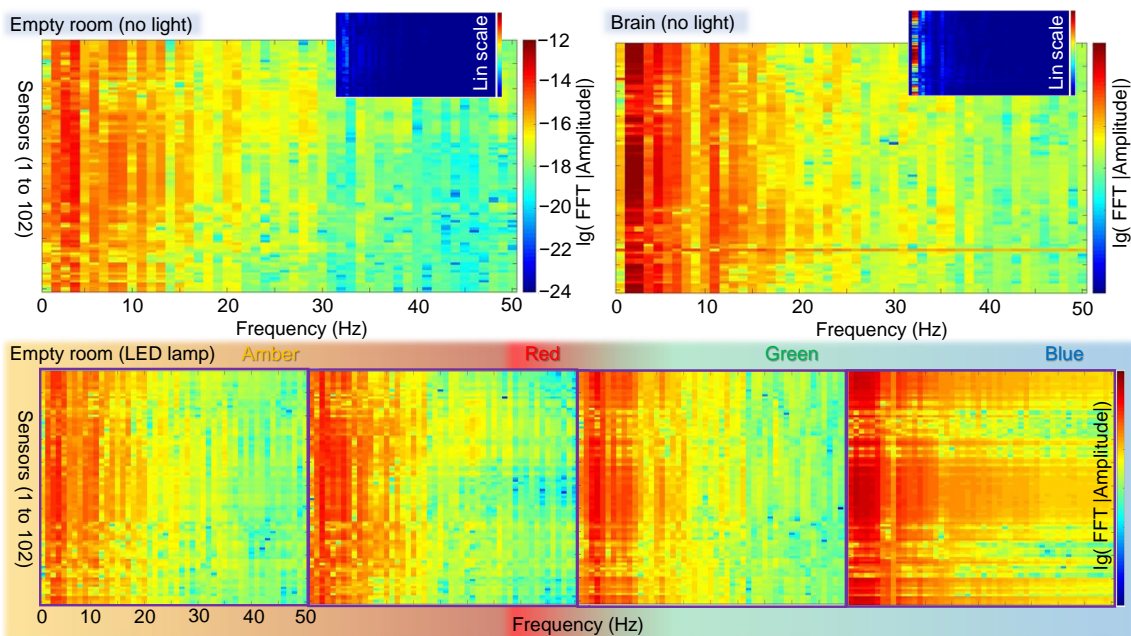 Empty room (no light)
Lin scale
Sensors (1 to 102)
−12
−14
−16
−18
−20
−22
−24
lg( FFT |Amplitude|)
0 10 20 30 40 50
Frequency (Hz)
Brain (no light)
Lin scale
lg( FFT |Amplitude|)
0 10 20 30 40 50
Frequency (Hz)
Empty room (LED lamp) Amber Red Green Blue
Sensors (1 to 102)
lg( FFT |Amplitude|)
0 10 20 30 40 50
Frequency (Hz)